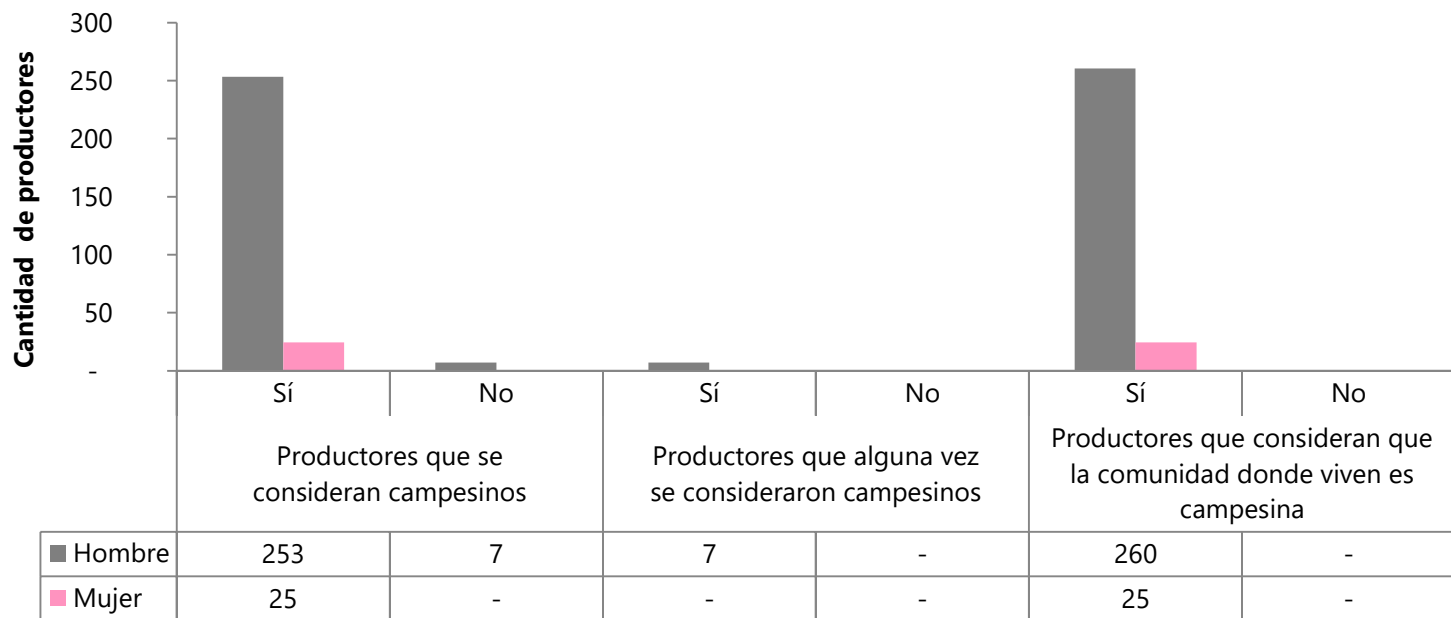 300
250
200
150
100
50
-
Cantidad de productores
Sí No Sí No Sí No
Productores que se
consideran campesinos
Productores que alguna vez
se consideraron campesinos
Productores que consideran que
la comunidad donde viven es
campesina
Hombre 253 7 7 - 260 -
Mujer 25 - - - 25 -